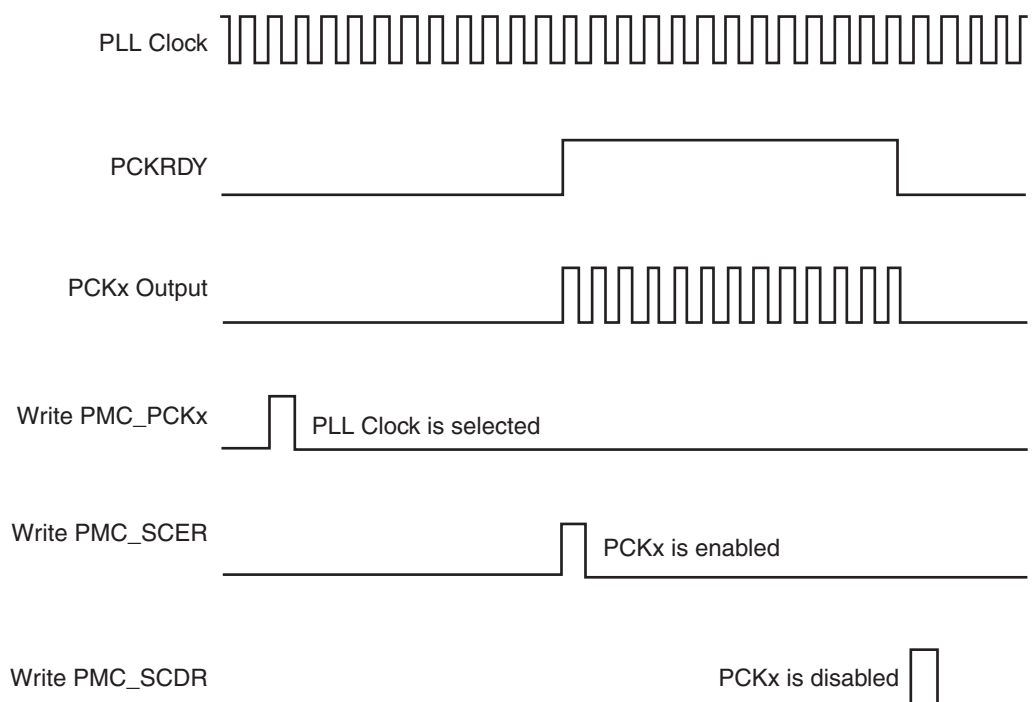 PLL Clock
PCKRDY
PCKx Output
Write PMC_PCKx
PLL Clock is selected
Write PMC_SCER
PCKx is enabled
Write PMC_SCDR
PCKx is disabled